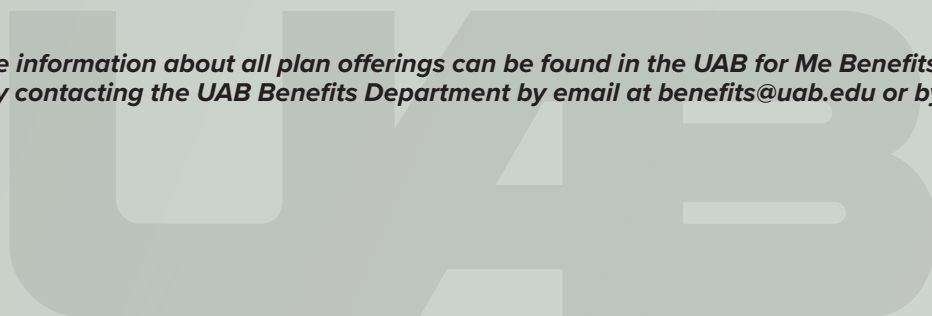 e information about all plan offerings can be found in the UAB for Me Benefits
y contacting the UAB Benefits Department by email at benefits@uab.edu or by
UAB